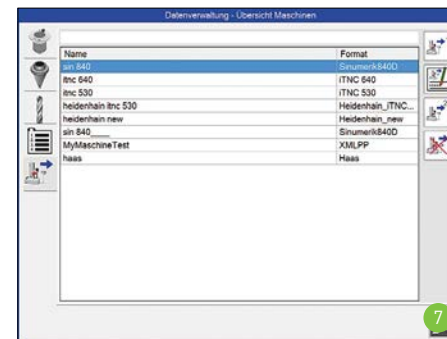 Datenverwaltung - Übersicht Maschinen
Name Format
sin 840 Sinumerik840D
itnc 640 iTNC 640
itnc 530 iTNC 530
heidenhain itnc 530 Heidenhain_iTNC...
heidenhain new Heidenhain_new
sin 840____ Sinumerik840D
MyMaschineTest XMLPP
haas Haas
7